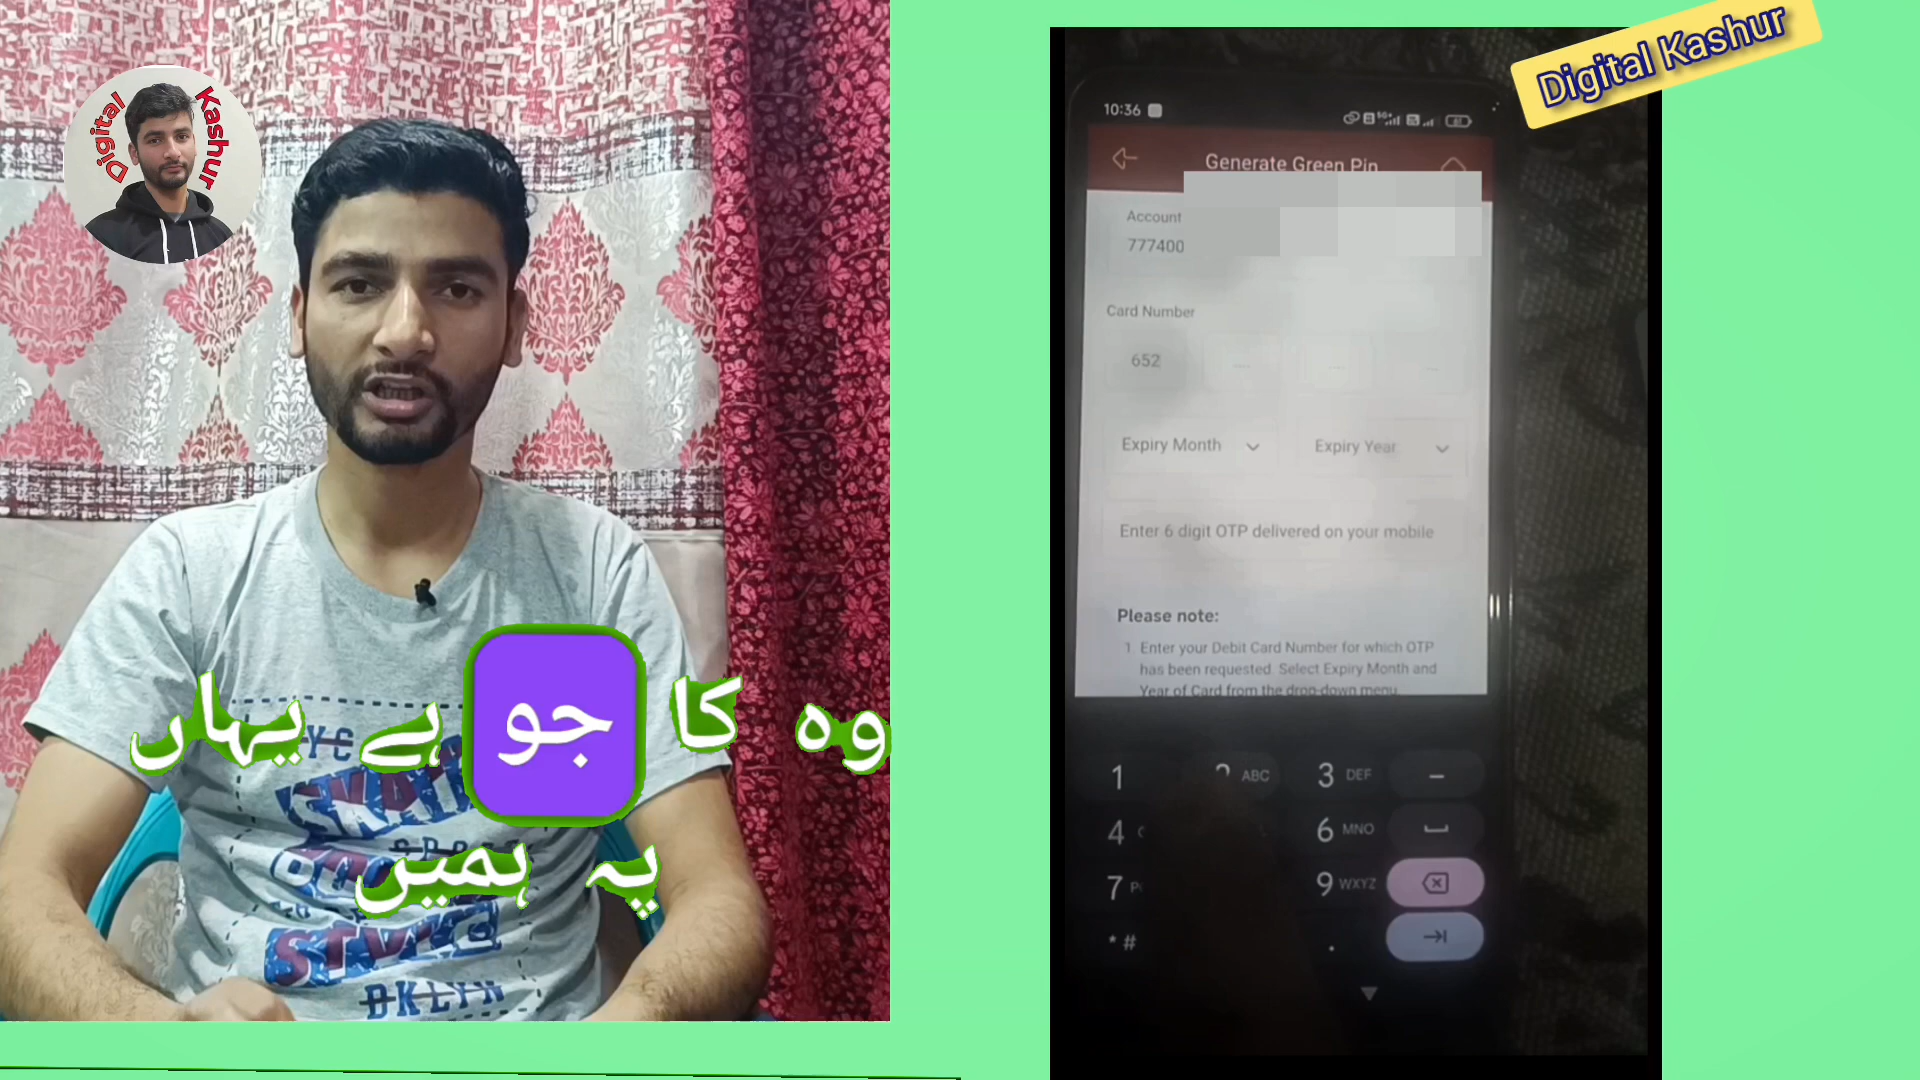 Digital Kashur
وہ کا جو ہے یہاں
پہ ہمیں
Digital Kashur
10:36
Generate Green Pin
Account
777400
Card Number
652
Expiry Month
Expiry Year
Enter 6 digit OTP delivered on your mobile
Please note:
1. Enter your Debit Card Number for which OTP
has been requested. Select Expiry Month and
Year of Card from the drop-down menu
1
ABC
3 DEF
4
6 MNO
7
9 WXYZ
* #
.